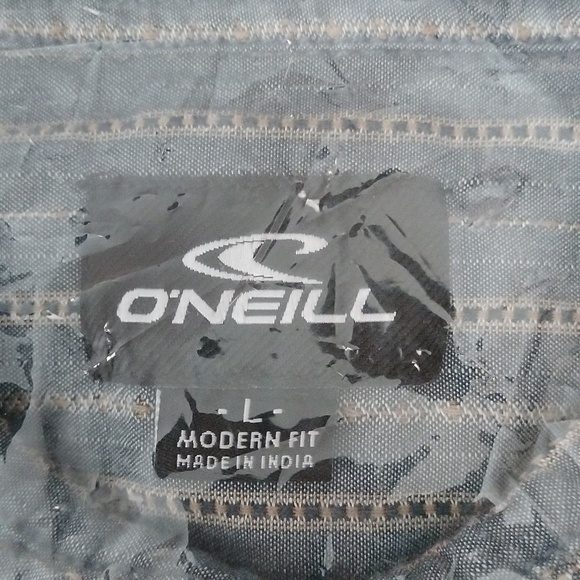 O'NEILL
- L -
MODERN FIT
MADE IN INDIA